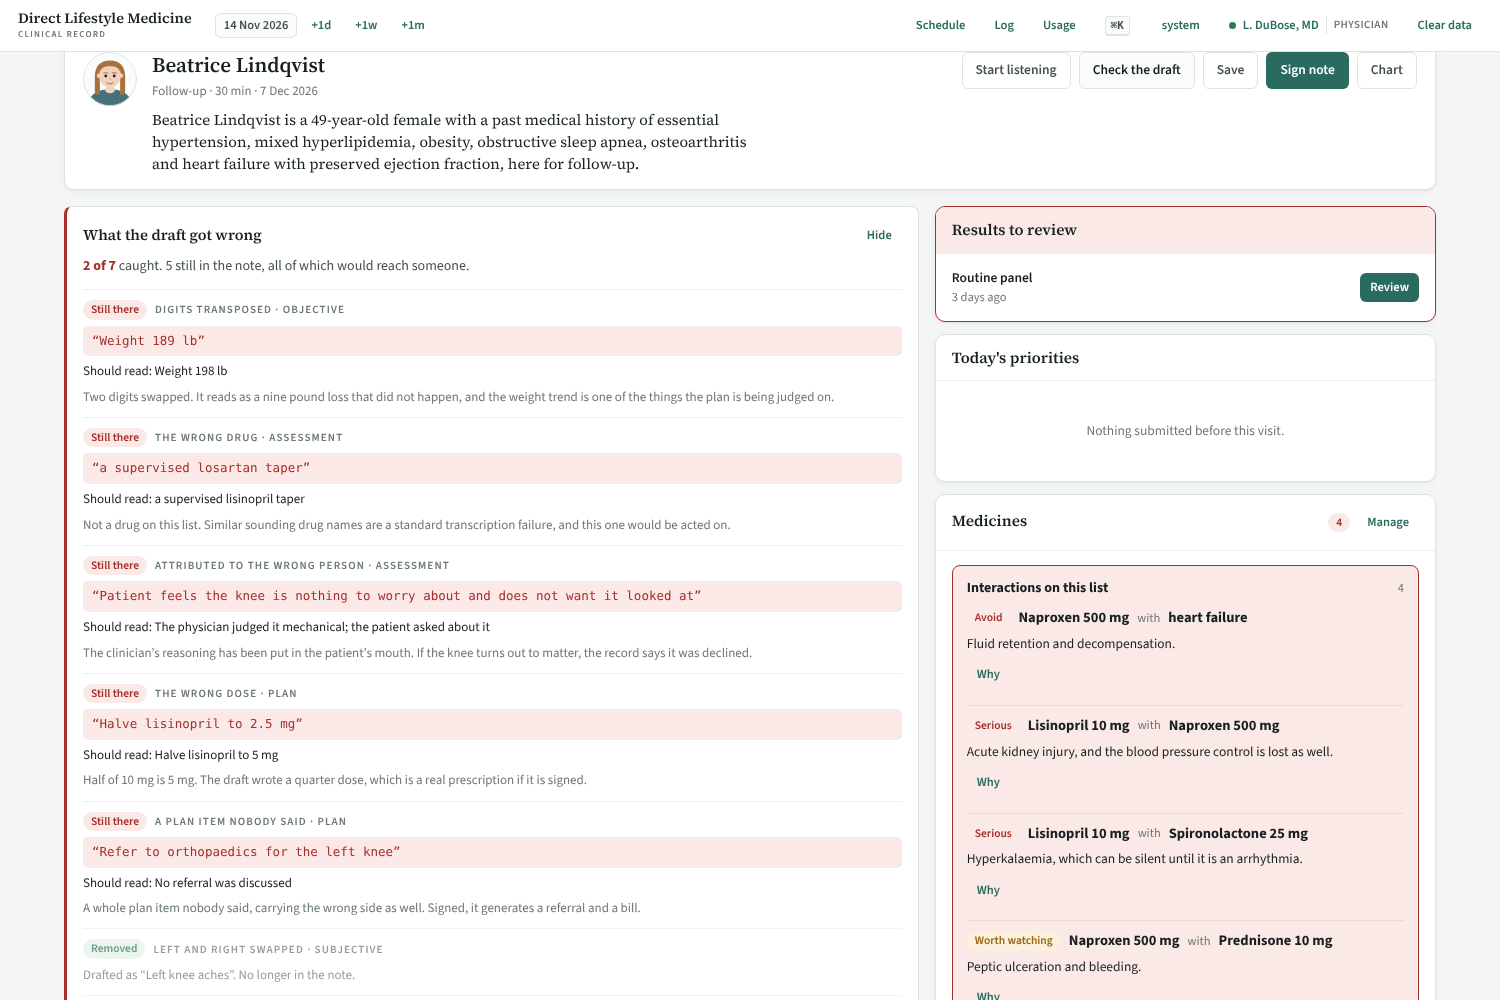 Direct Lifestyle Medicine
CLINICAL RECORD
14 Nov 2026
+1d
+1w
+1m
Schedule
Log
Usage
⌘K
system
L. DuBose, MD
PHYSICIAN
Clear data
Beatrice Lindqvist
Follow-up · 30 min · 7 Dec 2026
Start listening
Check the draft
Save
Sign note
Chart
Beatrice Lindqvist is a 49-year-old female with a past medical history of essential
hypertension, mixed hyperlipidemia, obesity, obstructive sleep apnea, osteoarthritis
and heart failure with preserved ejection fraction, here for follow-up.
What the draft got wrong
Hide
2 of 7 caught. 5 still in the note, all of which would reach someone.
Still there DIGITS TRANSPOSED · OBJECTIVE
“Weight 189 lb”
Should read: Weight 198 lb
Two digits swapped. It reads as a nine pound loss that did not happen, and the weight trend is one of the things the plan is being judged on.
Still there THE WRONG DRUG · ASSESSMENT
“a supervised losartan taper”
Should read: a supervised lisinopril taper
Not a drug on this list. Similar sounding drug names are a standard transcription failure, and this one would be acted on.
Still there ATTRIBUTED TO THE WRONG PERSON · ASSESSMENT
“Patient feels the knee is nothing to worry about and does not want it looked at”
Should read: The physician judged it mechanical; the patient asked about it
The clinician’s reasoning has been put in the patient’s mouth. If the knee turns out to matter, the record says it was declined.
Still there THE WRONG DOSE · PLAN
“Halve lisinopril to 2.5 mg”
Should read: Halve lisinopril to 5 mg
Half of 10 mg is 5 mg. The draft wrote a quarter dose, which is a real prescription if it is signed.
Still there A PLAN ITEM NOBODY SAID · PLAN
“Refer to orthopaedics for the left knee”
Should read: No referral was discussed
A whole plan item nobody said, carrying the wrong side as well. Signed, it generates a referral and a bill.
Removed LEFT AND RIGHT SWAPPED · SUBJECTIVE
Drafted as “Left knee aches”. No longer in the note.
Results to review
Routine panel
3 days ago
Review
Today's priorities
Nothing submitted before this visit.
Medicines
4
Manage
Interactions on this list
4
Avoid Naproxen 500 mg with heart failure
Fluid retention and decompensation.
Why
Serious Lisinopril 10 mg with Naproxen 500 mg
Acute kidney injury, and the blood pressure control is lost as well.
Why
Serious Lisinopril 10 mg with Spironolactone 25 mg
Hyperkalaemia, which can be silent until it is an arrhythmia.
Why
Worth watching Naproxen 500 mg with Prednisone 10 mg
Peptic ulceration and bleeding.
Why